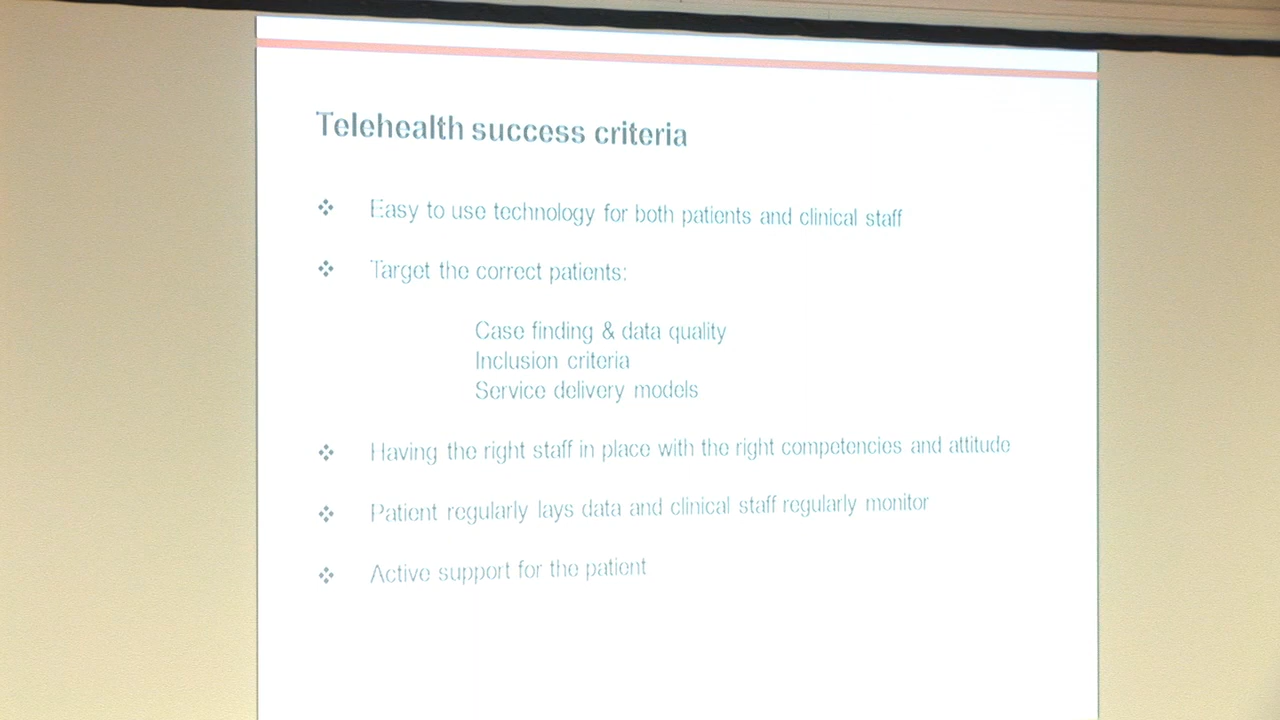 Telehealth success criteria
❖ Easy to use technology for both patients and clinical staff
❖ Target the correct patients:
Case finding & data quality
Inclusion criteria
Service delivery models
❖ Having the right staff in place with the right competencies and attitude
❖ Patient regularly lays data and clinical staff regularly monitor
❖ Active support for the patient